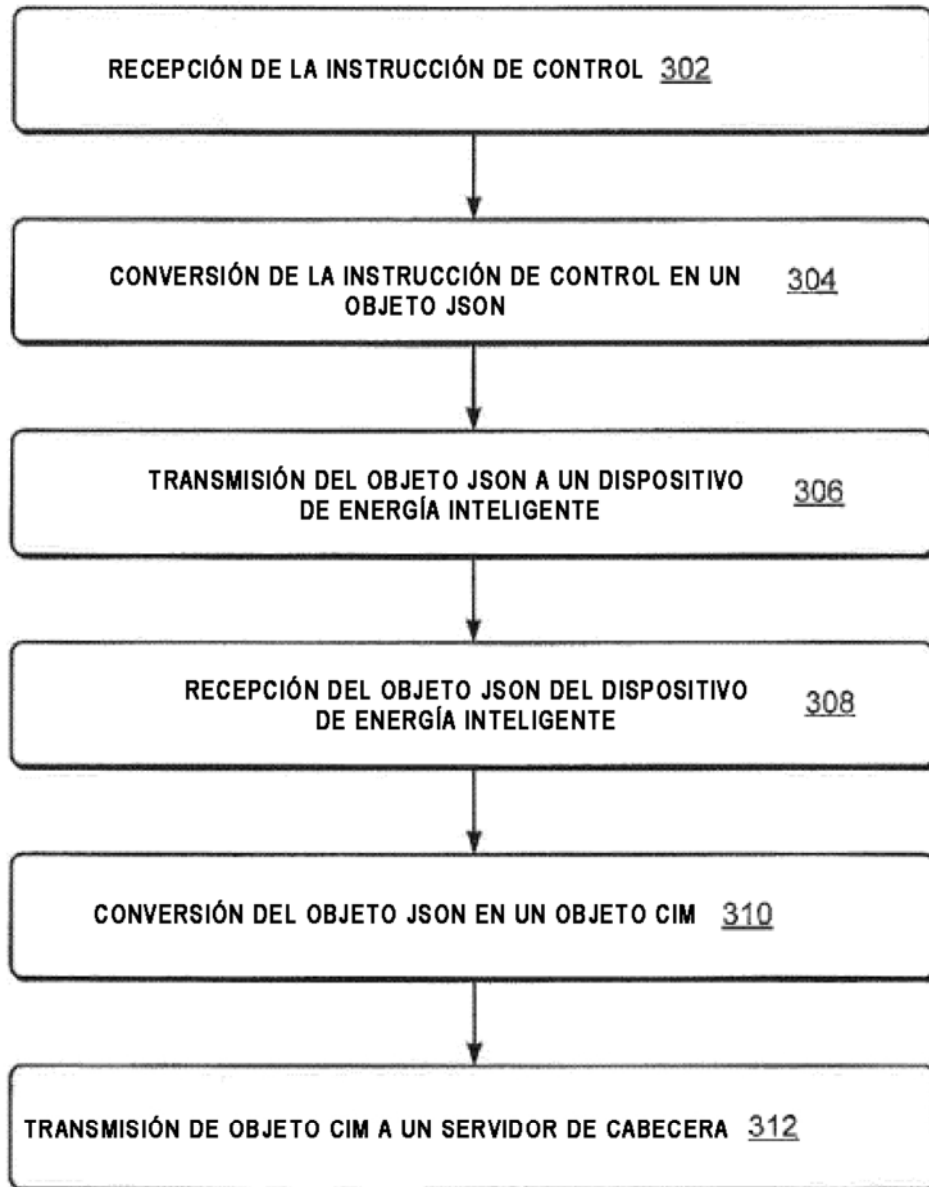 RECEPCIÓN DE LA INSTRUCCIÓN DE CONTROL 302
CONVERSIÓN DE LA INSTRUCCIÓN DE CONTROL EN UN 304
OBJETO JSON
TRANSMISIÓN DEL OBJETO JSON A UN DISPOSITIVO 306
DE ENERGÍA INTELIGENTE
RECEPCIÓN DEL OBJETO JSON DEL DISPOSITIVO 308
DE ENERGÍA INTELIGENTE
CONVERSIÓN DEL OBJETO JSON EN UN OBJETO CIM 310
TRANSMISIÓN DE OBJETO CIM A UN SERVIDOR DE CABECERA 312